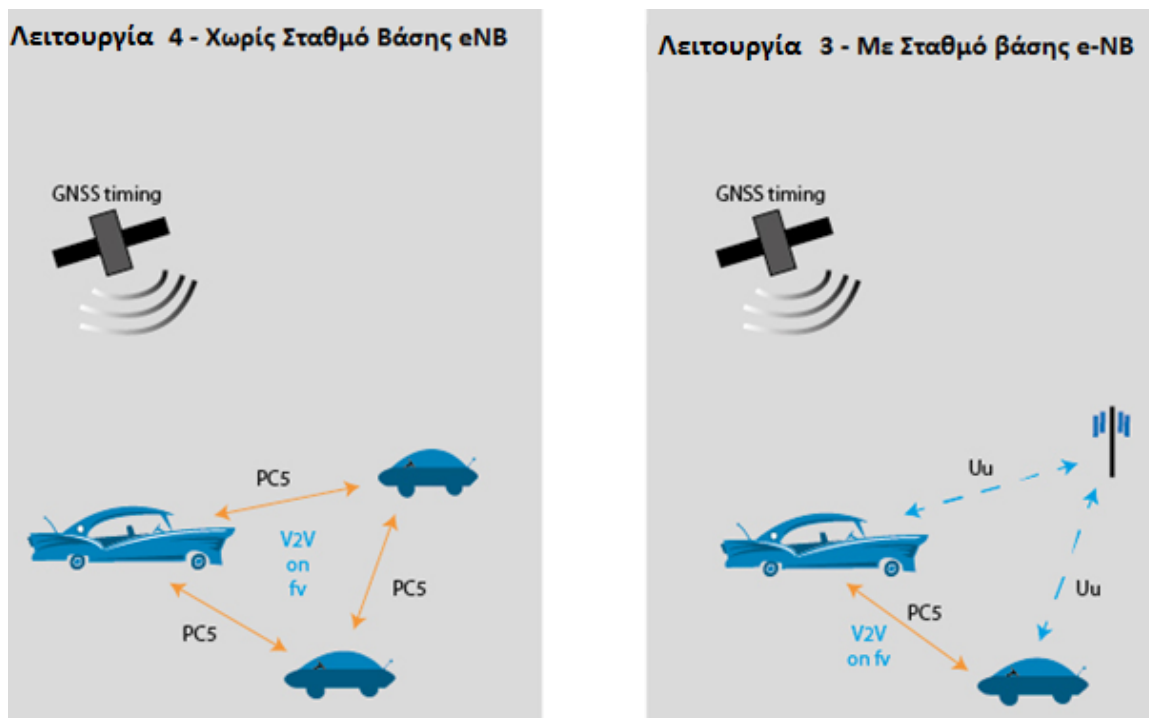 Λειτουργία 4 - Χωρίς Σταθμό Βάσης eNB
GNSS timing
PC5
V2V
on
fv
PC5
PC5
Λειτουργία 3 - Με Σταθμό βάσης e-NB
GNSS timing
Uu
Uu
PC5
V2V
on fv